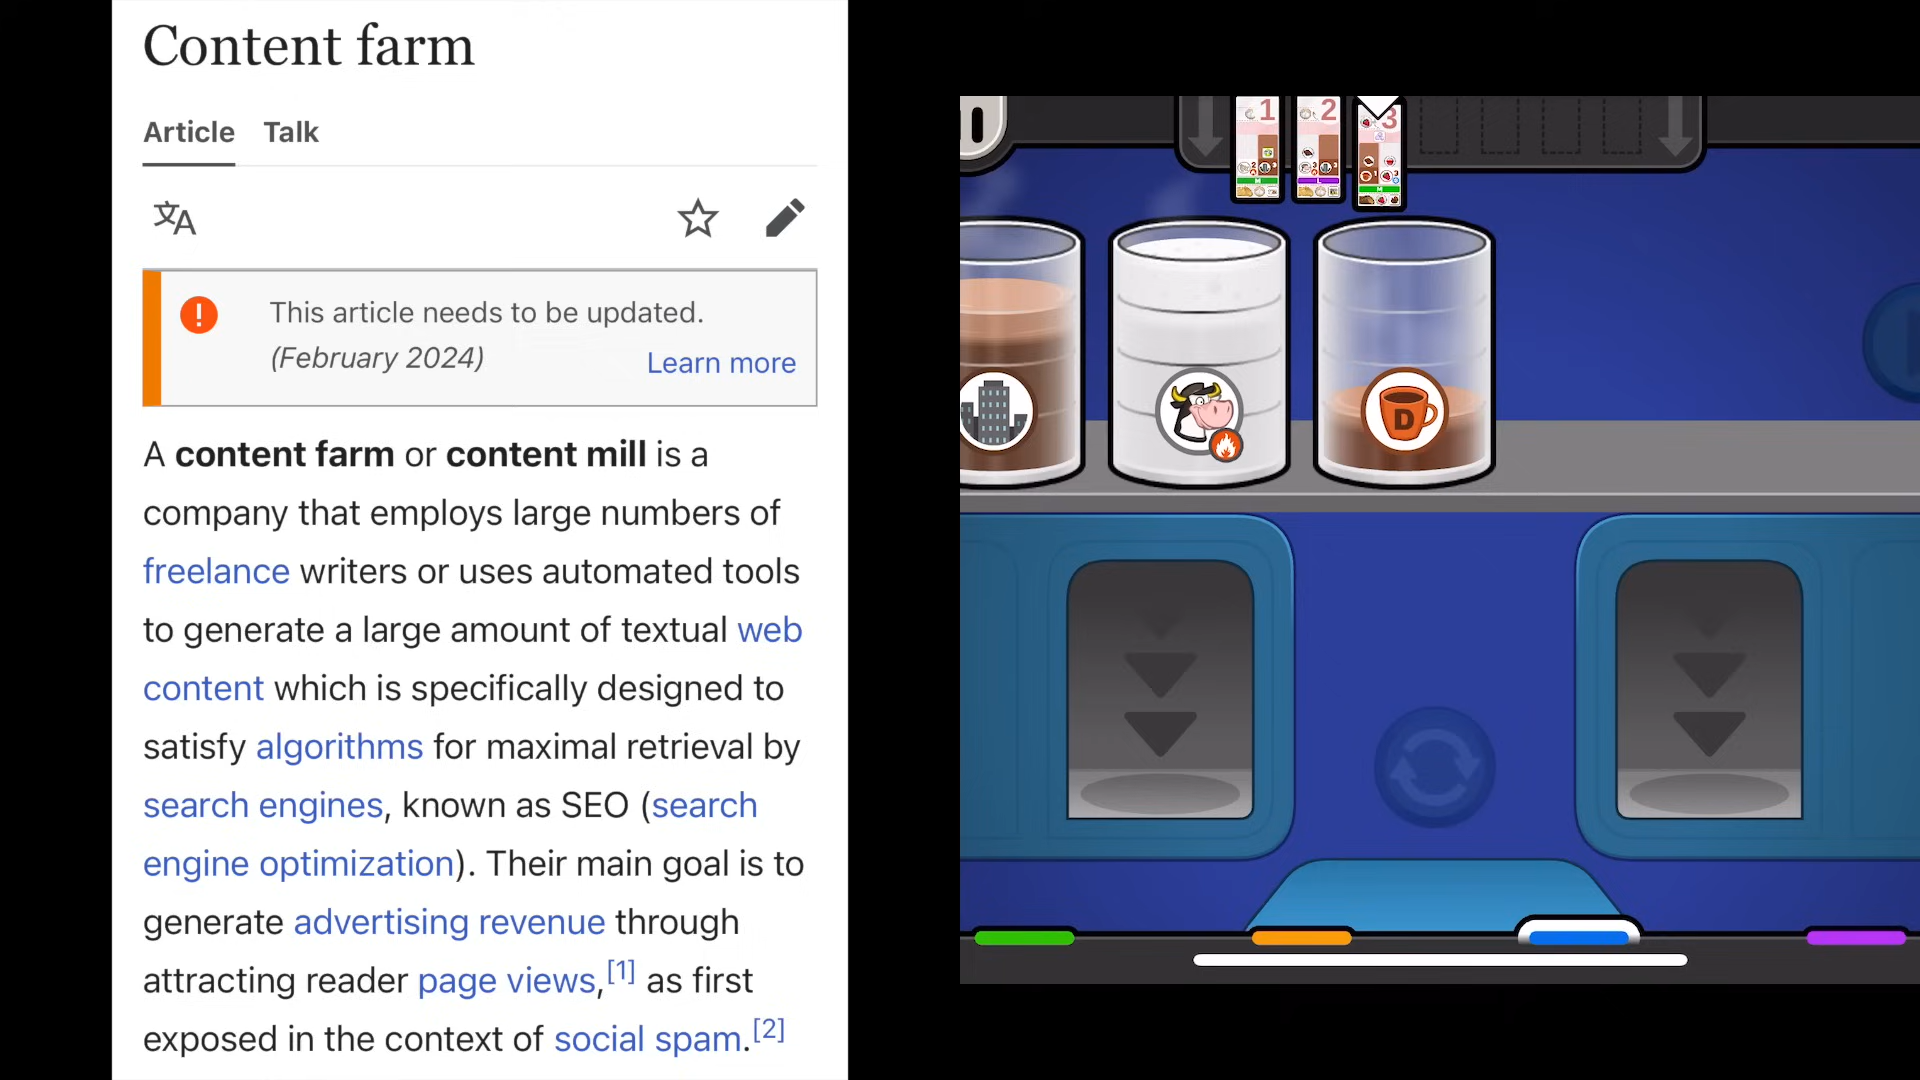 Content farm
Article Talk
This article needs to be updated.
(February 2024) Learn more
A content farm or content mill is a
company that employs large numbers of
freelance writers or uses automated tools
to generate a large amount of textual web
content which is specifically designed to
satisfy algorithms for maximal retrieval by
search engines, known as SEO (search
engine optimization). Their main goal is to
generate advertising revenue through
attracting reader page views,[1] as first
exposed in the context of social spam.[2]
1 2 3
D